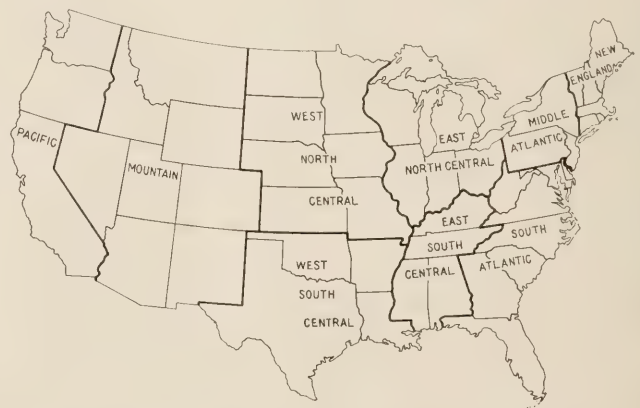 PACIFIC
MOUNTAIN
WEST
NORTH
CENTRAL
WEST
SOUTH
CENTRAL
EAST
NORTH CENTRAL
EAST
SOUTH
CENTRAL
SOUTH
ATLANTIC
MIDDLE
ATLANTIC
NEW
ENGLAND